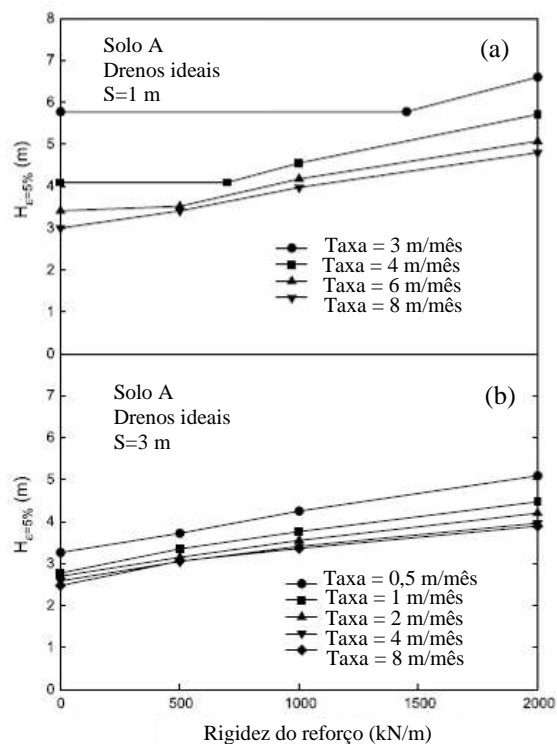 8
Solo A
(a)
7
Drenos ideais
6
S=1 m
5
4
3
2
1
0
Hε=5% (m)
Taxa = 3 m/mês
Taxa = 4 m/mês
Taxa = 6 m/mês
Taxa = 8 m/mês
Solo A
(b)
7
Drenos ideais
6
S=3 m
5
4
3
2
1
0
Hε=5% (m)
Taxa = 0,5 m/mês
Taxa = 1 m/mês
Taxa = 2 m/mês
Taxa = 4 m/mês
Taxa = 8 m/mês
0 500 1000 1500 2000
Rigidez do reforço (kN/m)